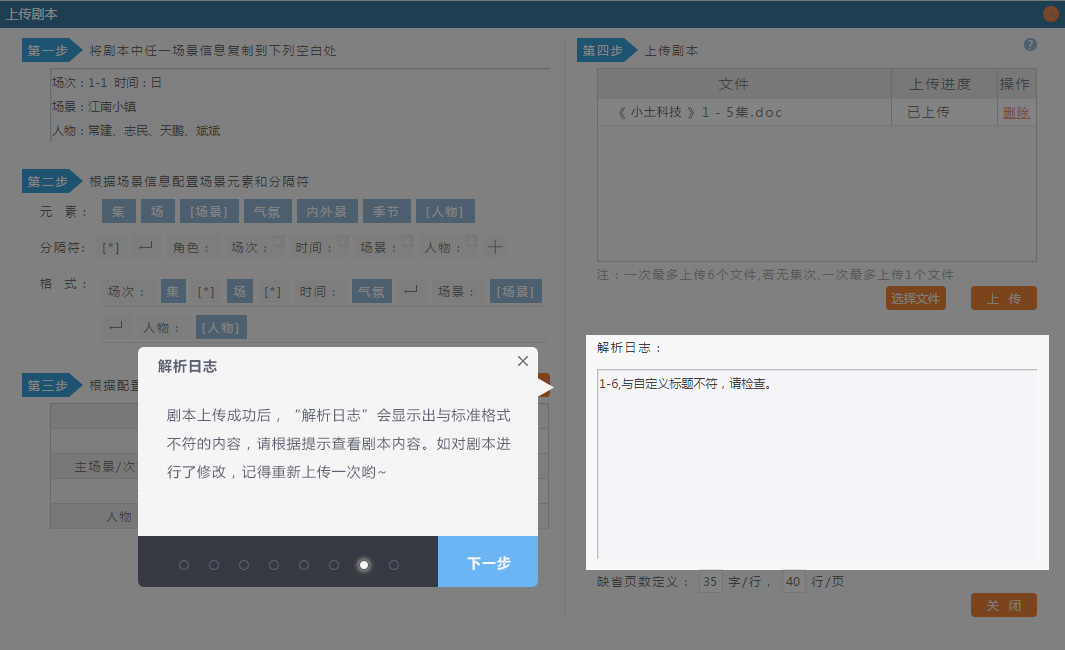 上传剧本
第一步 将剧本中任一场景信息复制到下列空白处
场次：1-1 时间：日
场景：江南小镇
人物：常建、志民、天鹏、斌斌
第二步 根据场景信息配置场景元素和分隔符
元 素： 集 场 [场景] 气氛 内外景 季节 [人物]
分隔符: [*] 角色： 场次： 时间： 场景： 人物：
格 式： 场次： 集 [*] 场 [*] 时间： 气氛 场景： [场景]
人物： [人物]
第三步 根据配置
主场景/次
人物
解析日志
剧本上传成功后，“解析日志”会显示出与标准格式
不符的内容，请根据提示查看剧本内容。如对剧本进
行了修改，记得重新上传一次哟~
下一步
第四步 上传剧本
文件 上传进度 操作
《 小土科技 》1 - 5集.doc 已上传 删除
注：一次最多上传6个文件,若无集次,一次最多上传1个文件
选择文件 上 传
解析日志：
1-6,与自定义标题不符，请检查。
缺省页数定义： 35 字/行， 40 行/页
关 闭